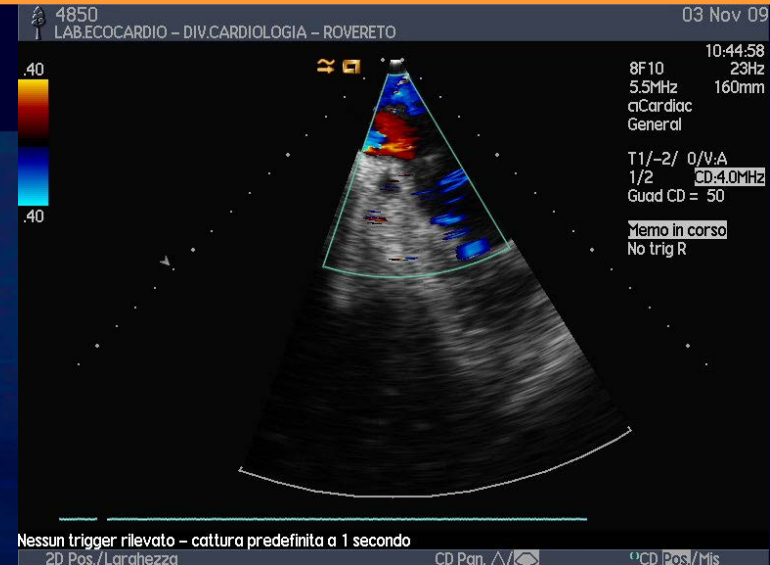 4850
03 Nov 09
LAB.ECOCARDIO – DIV.CARDIOLOGIA – ROVERETO
10:44:58
.40
8F10 23Hz
5.5MHz 160mm
Cardiac
General
T1/-2/ 0/V:A
1/2 CD:4.0MHz
Guad CD = 50
.40
Memo in corso
No trig R
Nessun trigger rilevato – cattura predefinita a 1 secondo
2D Pos./Larghezza CD Pan. CD Pos/Mis